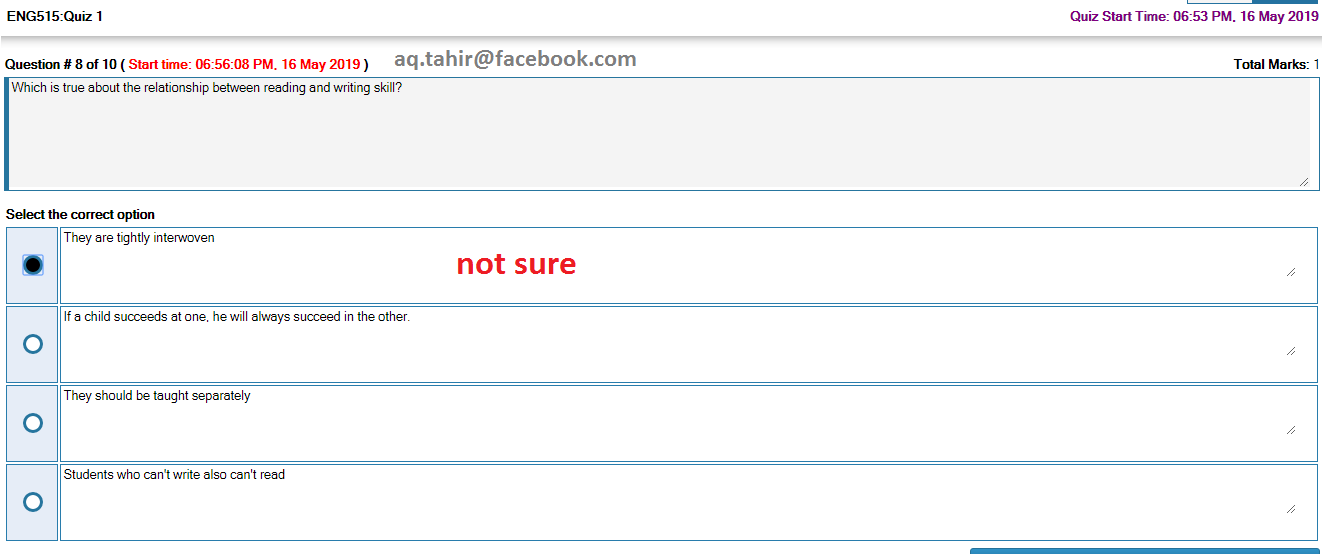 ENG515:Quiz 1
Quiz Start Time: 06:53 PM, 16 May 2019
Question # 8 of 10 ( Start time: 06:56:08 PM, 16 May 2019 )
aq.tahir@facebook.com
Total Marks: 1
Which is true about the relationship between reading and writing skill?
Select the correct option
They are tightly interwoven
not sure
If a child succeeds at one, he will always succeed in the other.
They should be taught separately
Students who can't write also can't read